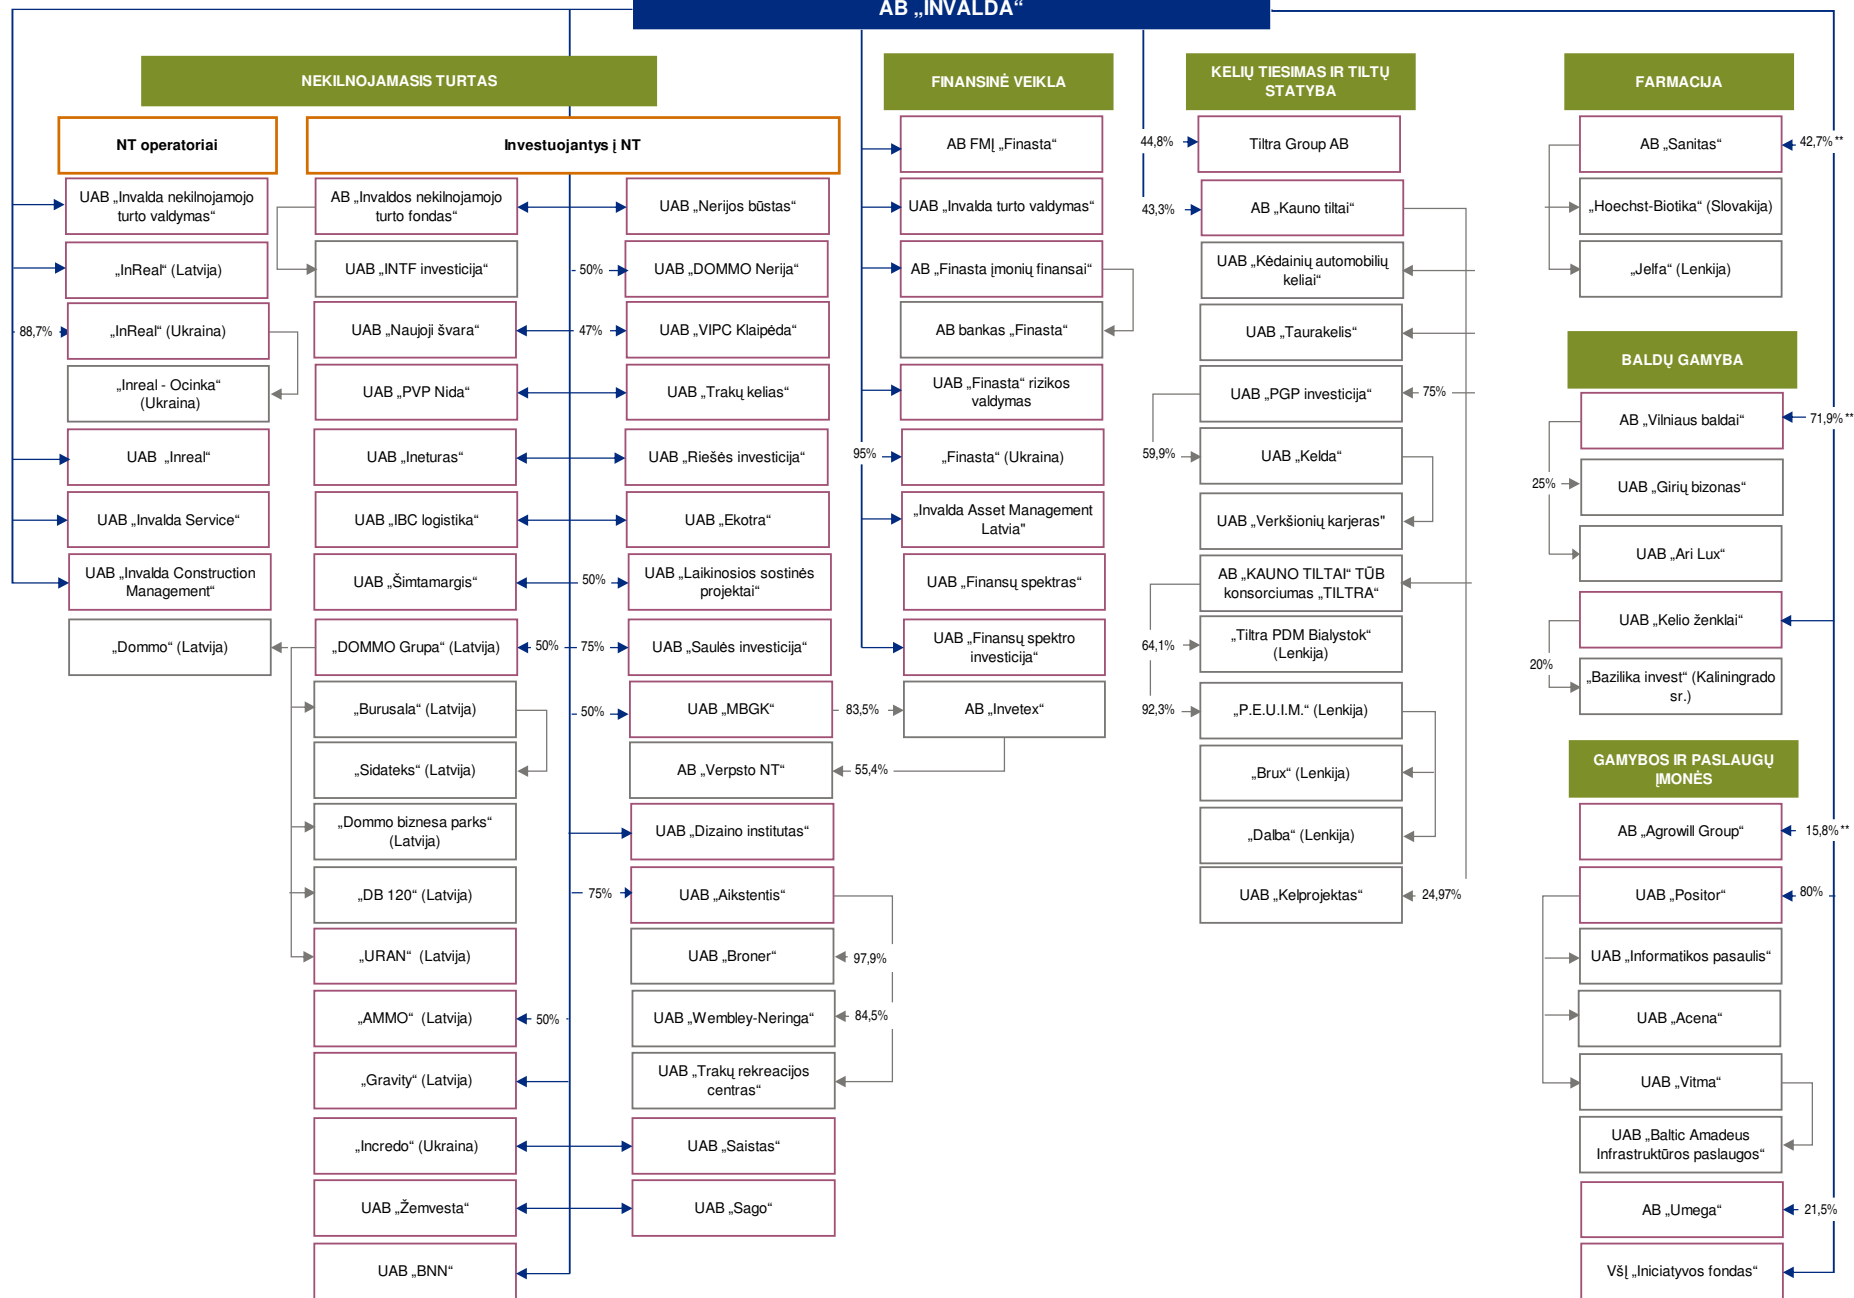 AB „INVALDA“
NEKILNOJAMASIS TURTAS
NT operatoriai
UAB „Invalda nekilnojamojo
turto valdymas“
„InReal“ (Latvija)
88,7%
„InReal“ (Ukraina)
„Inreal - Ocinka“
(Ukraina)
UAB „Inreal“
UAB „Invalda Service“
UAB „Invalda Construction
Management“
„Dommo“ (Latvija)
Investuojantys į NT
AB „Invaldos nekilnojamojo
turto fondas“
UAB „INTF investicija“
UAB „Naujoji švara“
UAB „PVP Nida“
UAB „Ineturas“
UAB „IBC logistika“
UAB „Šimtamargis“
„DOMMO Grupa“ (Latvija)
50%
„Burusala“ (Latvija)
„Sidateks“ (Latvija)
„Dommo biznesa parks“
(Latvija)
„DB 120“ (Latvija)
„URAN“ (Latvija)
„AMMO“ (Latvija)
50%
„Gravity“ (Latvija)
„Incredo“ (Ukraina)
UAB „Žemvesta“
UAB „BNN“
UAB „Nerijos būstas“
50%
UAB „DOMMO Nerija“
47%
UAB „VIPC Klaipėda“
UAB „Trakų kelias“
UAB „Riešės investicija“
UAB „Ekotra“
50%
UAB „Laikinosios sostinės
projektai“
75%
UAB „Saulės investicija“
50%
UAB „MBGK“
83,5%
AB „Verpsto NT“
55,4%
UAB „Dizaino institutas“
75%
UAB „Aikstentis“
UAB „Broner“
97,9%
UAB „Wembley-Neringa“
84,5%
UAB „Trakų rekreacijos
centras“
UAB „Saistas“
UAB „Sago“
FINANSINĖ VEIKLA
AB FMĮ „Finasta“
UAB „Invalda turto valdymas“
AB „Finasta įmonių finansai“
AB bankas „Finasta“
UAB „Finasta“ rizikos
valdymas
95%
„Finasta“ (Ukraina)
„Invalda Asset Management
Latvia"
UAB „Finansų spektras“
UAB „Finansų spektro
investicija“
AB „Invetex“
KELIŲ TIESIMAS IR TILTŲ
STATYBA
44,8%
Tiltra Group AB
43,3%
AB „Kauno tiltai“
UAB „Kėdainių automobilių
keliai“
UAB „Taurakelis“
UAB „PGP investicija“
75%
59,9%
UAB „Kelda“
UAB „Verkšionių karjeras"
AB „KAUNO TILTAI“ TŪB
konsorciumas „TILTRA“
64,1%
„Tiltra PDM Bialystok“
(Lenkija)
92,3%
„P.E.U.I.M.“ (Lenkija)
„Brux“ (Lenkija)
„Dalba“ (Lenkija)
UAB „Kelprojektas“
24,97%
FARMACIJA
AB „Sanitas“
42,7% **
„Hoechst-Biotika“ (Slovakija)
„Jelfa“ (Lenkija)
BALDŲ GAMYBA
AB „Vilniaus baldai“
71,9% **
25%
UAB „Girių bizonas“
UAB „Ari Lux“
UAB „Kelio ženklai“
20%
„Bazilika invest“ (Kaliningrado
sr.)
GAMYBOS IR PASLAUGŲ
ĮMONĖS
AB „Agrowill Group“
15,8% **
UAB „Positor“
80%
UAB „Informatikos pasaulis“
UAB „Acena“
UAB „Vitma“
UAB „Baltic Amadeus
Infrastruktūros paslaugos“
AB „Umega“
21,5%
VšĮ „Iniciatyvos fondas“